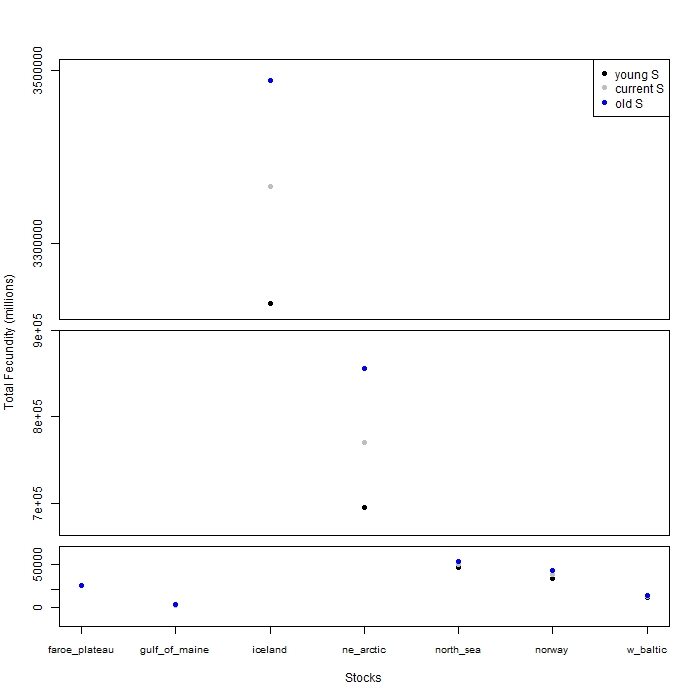 3500000
young S
current S
old S
3300000
Total Fecundity (millions)
9e+05
8e+05
7e+05
50000
0
faroe_plateau gulf_of_maine iceland ne_arctic north_sea norway w_baltic
Stocks